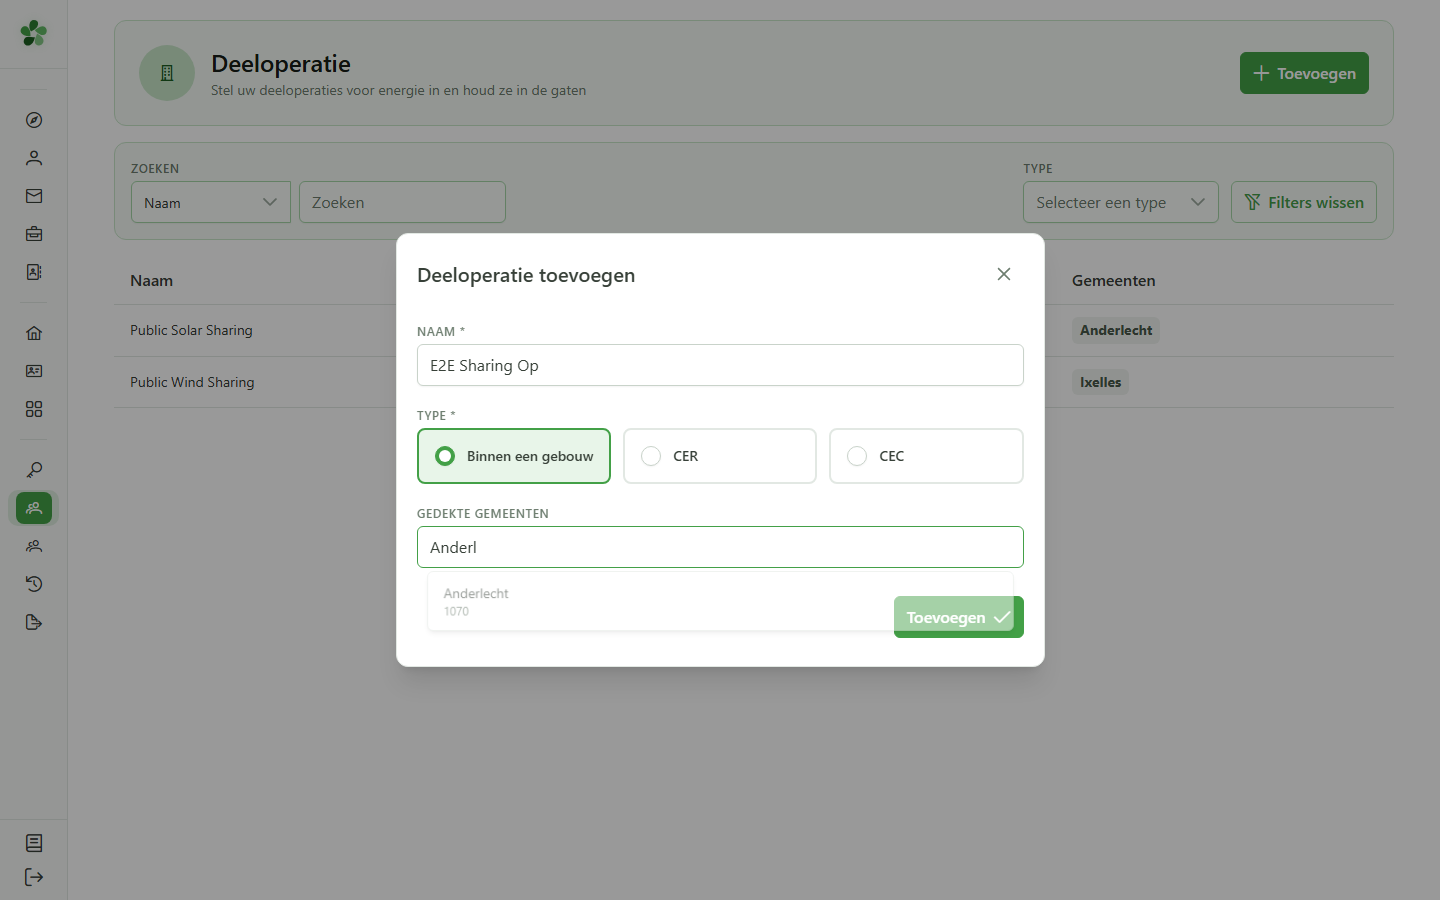 Deeloperatie
Stel uw deeloperaties voor energie in en houd ze in de gaten
Toevoegen
ZOEKEN
Naam
Zoeken
TYPE
Selecteer een type
Filters wissen
Naam
Gemeenten
Public Solar Sharing
Anderlecht
Public Wind Sharing
Ixelles
Deeloperatie toevoegen
NAAM *
E2E Sharing Op
TYPE *
Binnen een gebouw
CER
CEC
GEDEKTE GEMEENTEN
Anderl
Anderlecht
1070
Toevoegen